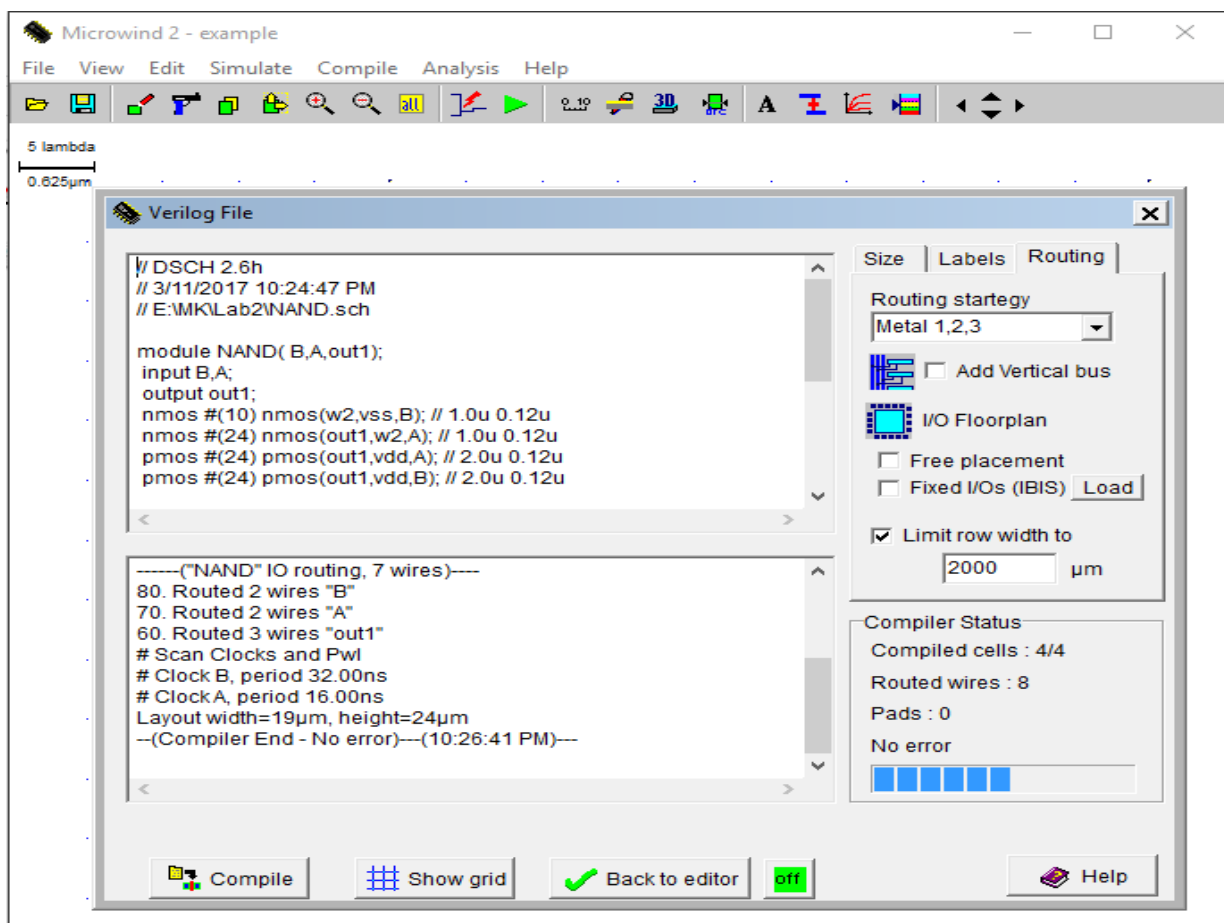 Microwind 2 - example
File View Edit Simulate Compile Analysis Help
5 lambda
0.625µm
Verilog File
// DSCH 2.6h
// 3/11/2017 10:24:47 PM
// E:\MK\Lab2\NAND.sch
module NAND( B,A,out1);
input B,A;
output out1;
nmos #(10) nmos(w2,vss,B); // 1.0u 0.12u
nmos #(24) nmos(out1,w2,A); // 1.0u 0.12u
pmos #(24) pmos(out1,vdd,A); // 2.0u 0.12u
pmos #(24) pmos(out1,vdd,B); // 2.0u 0.12u
------("NAND" IO routing, 7 wires)----
80. Routed 2 wires "B"
70. Routed 2 wires "A"
60. Routed 3 wires "out1"
# Scan Clocks and Pwl
# Clock B, period 32.00ns
# Clock A, period 16.00ns
Layout width=19µm, height=24µm
--(Compiler End - No error)---(10:26:41 PM)---
Size Labels Routing
Routing startegy
Metal 1,2,3
Add Vertical bus
I/O Floorplan
Free placement
Fixed I/Os (IBIS) Load
Limit row width to
2000 µm
Compiler Status
Compiled cells : 4/4
Routed wires : 8
Pads : 0
No error
Compile Show grid Back to editor off Help